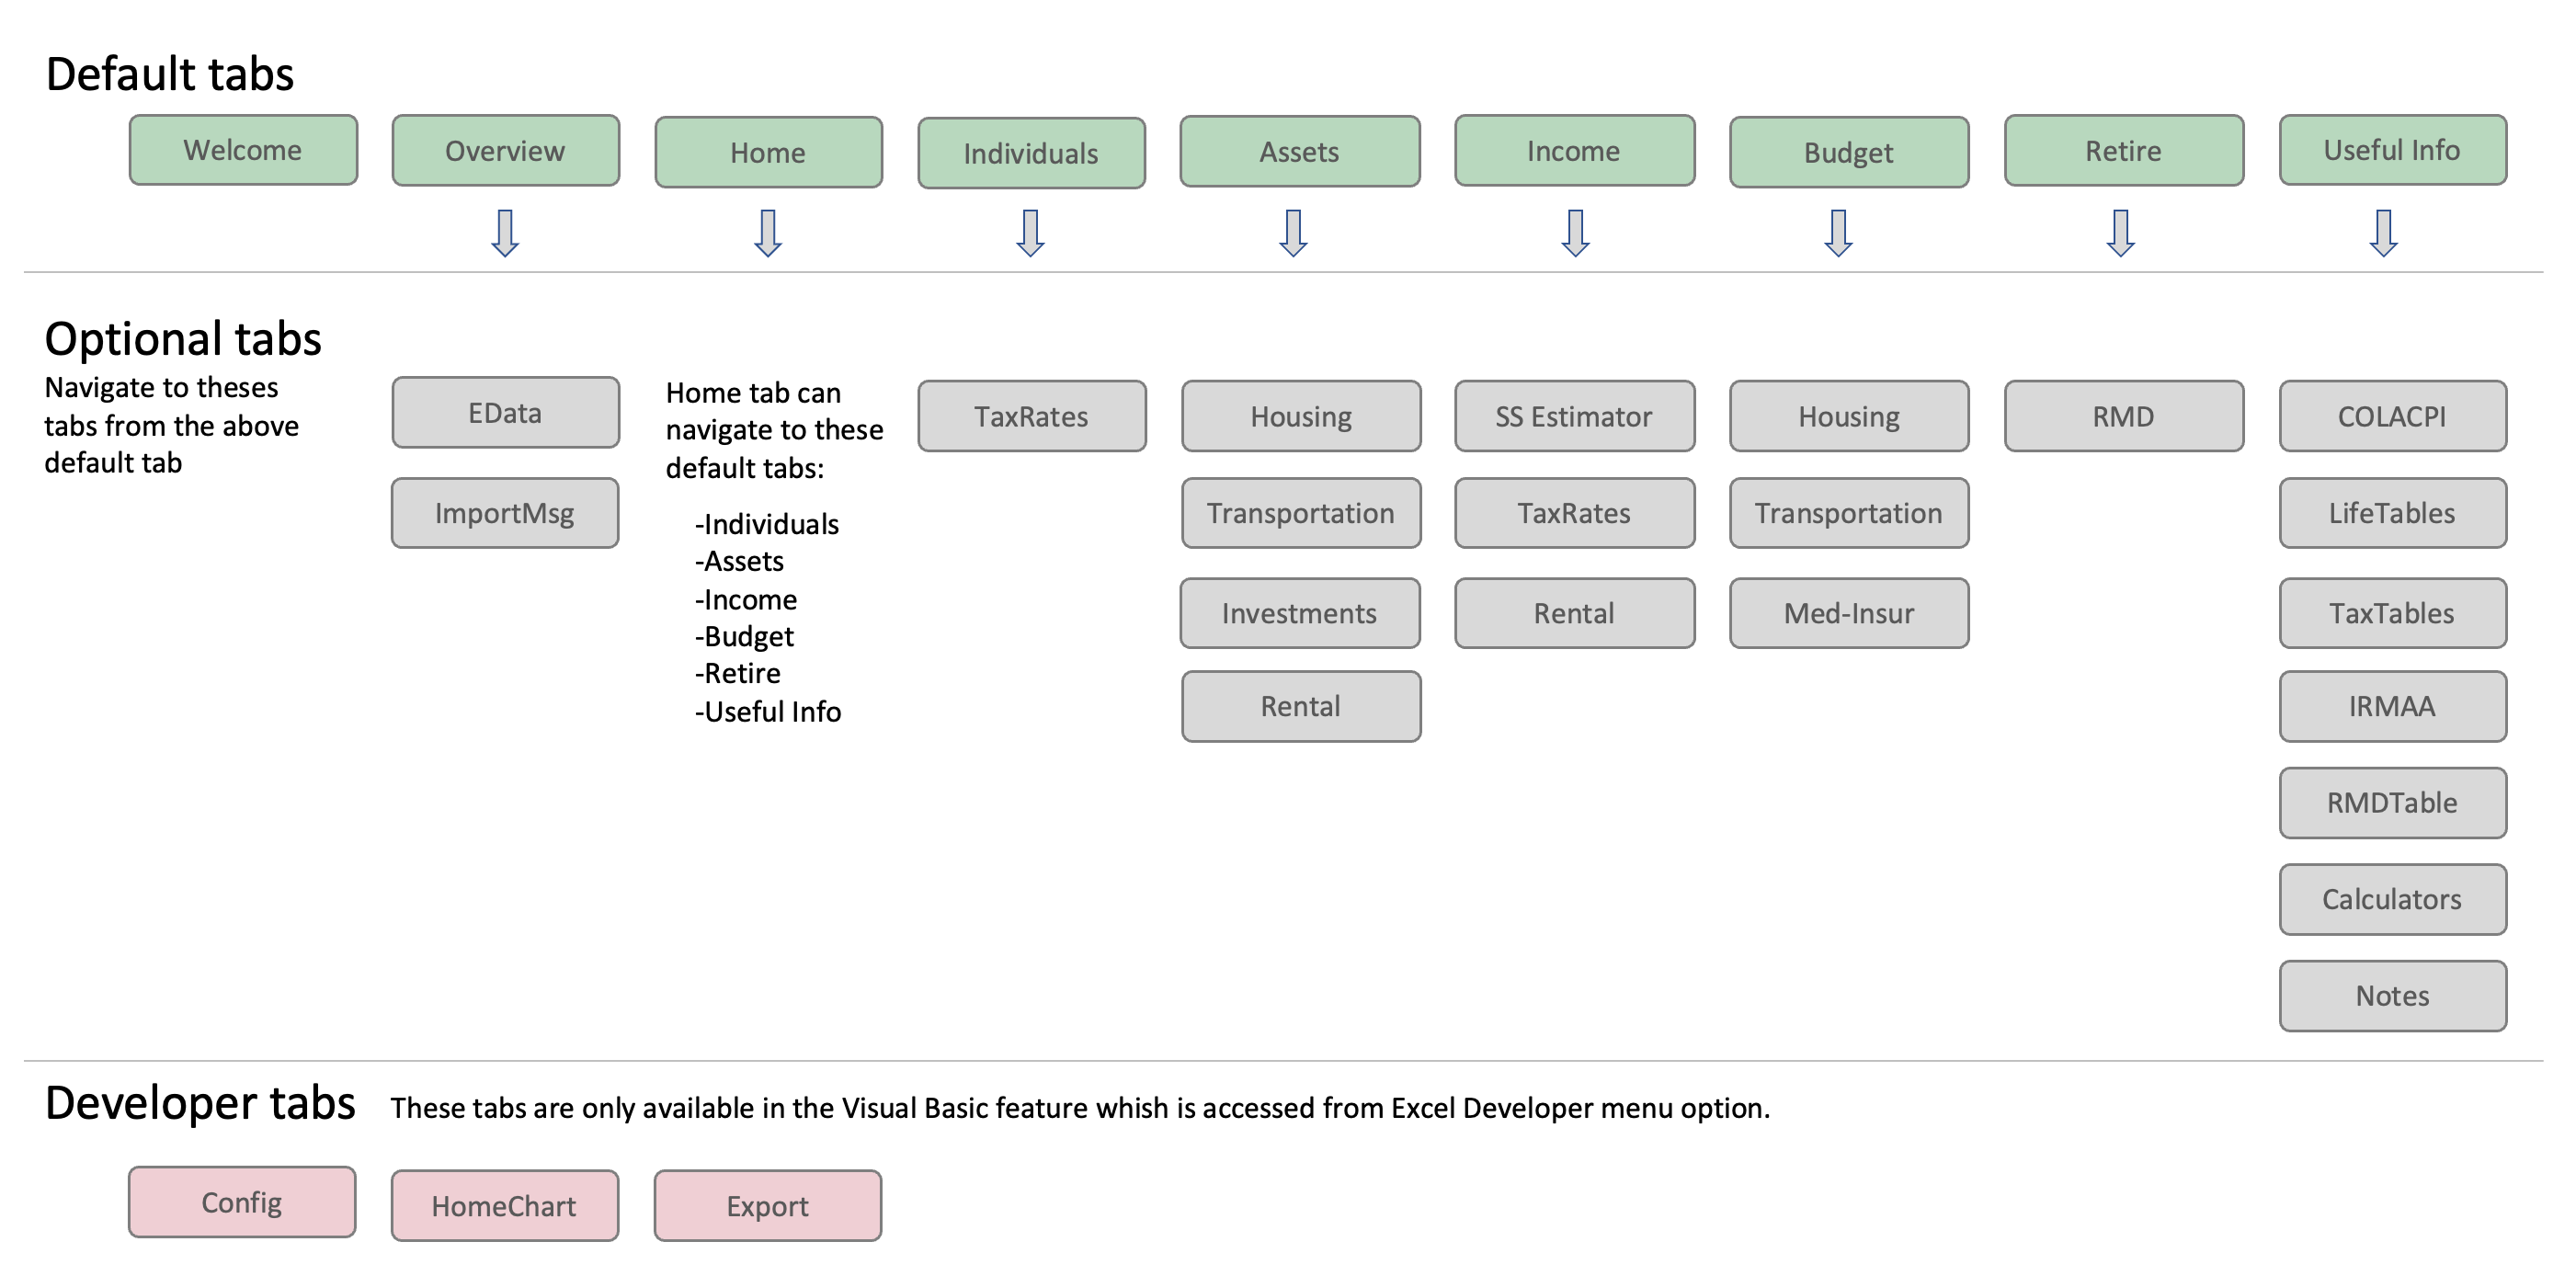 Default tabs
Welcome
Overview
Home
Individuals
Assets
Income
Budget
Retire
Useful Info
Optional tabs
Navigate to theses
tabs from the above
default tab
EData
ImportMsg
Home tab can
navigate to these
default tabs:
-Individuals
-Assets
-Income
-Budget
-Retire
-Useful Info
TaxRates
Housing
Transportation
Investments
Rental
SS Estimator
TaxRates
Rental
Housing
Transportation
Med-Insur
RMD
COLACPI
LifeTables
TaxTables
IRMAA
RMDTable
Calculators
Notes
Developer tabs
These tabs are only available in the Visual Basic feature whish is accessed from Excel Developer menu option.
Config
HomeChart
Export